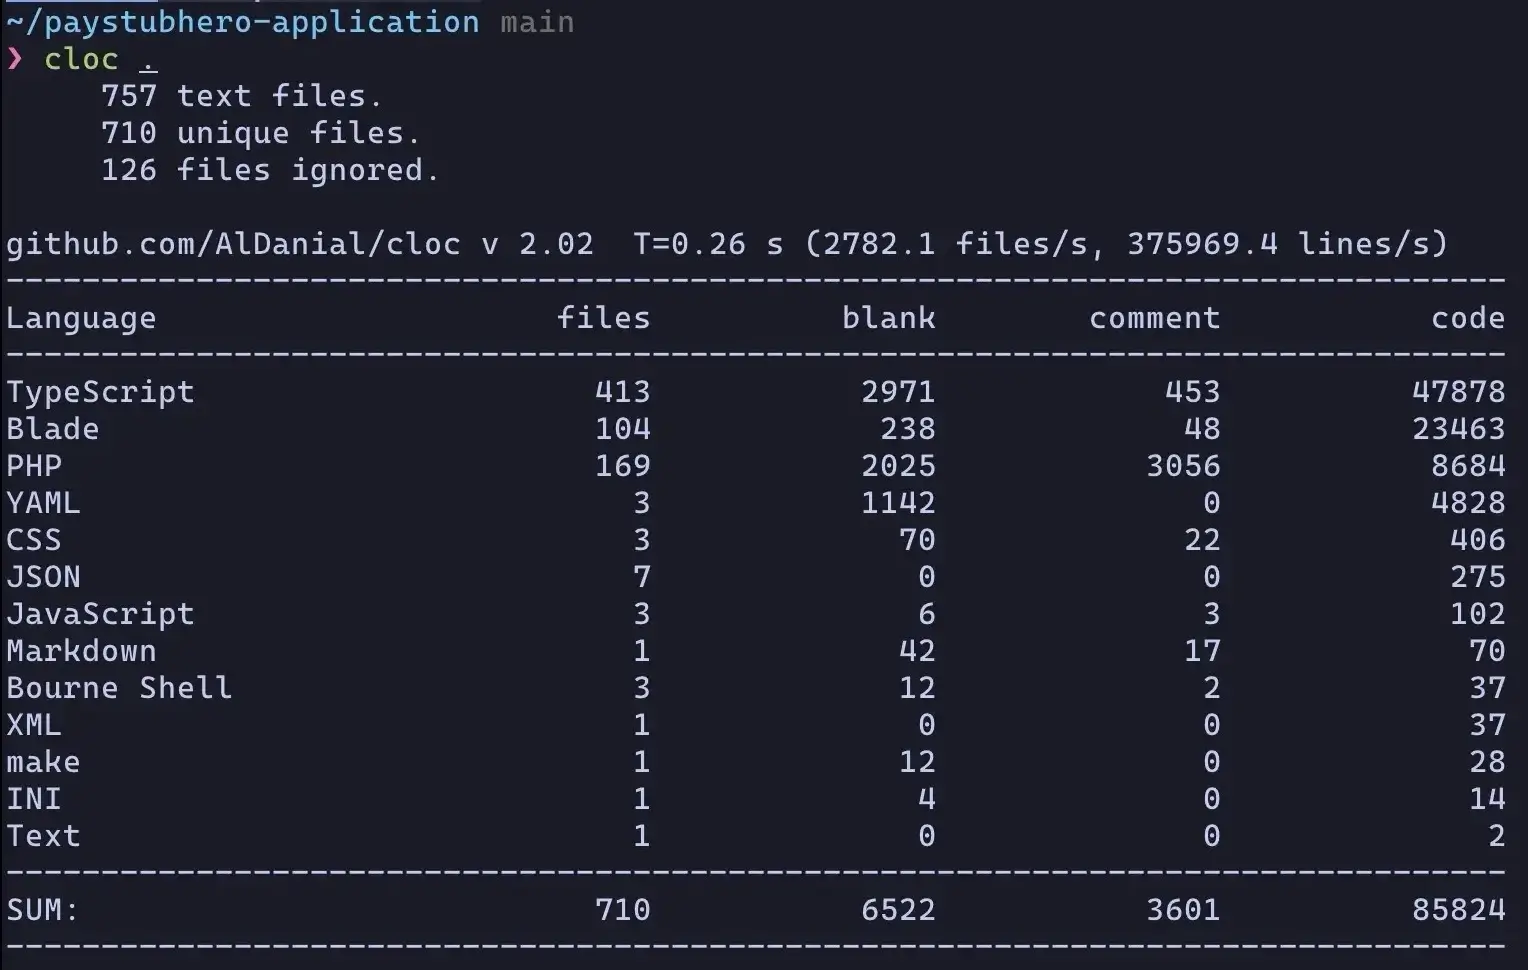 ~/paystubhero-application main
❯ cloc .
757 text files.
710 unique files.
126 files ignored.
github.com/AlDanial/cloc v 2.02  T=0.26 s (2782.1 files/s, 375969.4 lines/s)
-------------------------------------------------------------------------------
Language                     files          blank        comment           code
-------------------------------------------------------------------------------
TypeScript                     413           2971            453          47878
Blade                          104            238             48          23463
PHP                            169           2025           3056           8684
YAML                             3           1142              0           4828
CSS                              3             70             22            406
JSON                             7              0              0            275
JavaScript                       3              6              3            102
Markdown                         1             42             17             70
Bourne Shell                     3             12              2             37
XML                              1              0              0             37
make                             1             12              0             28
INI                              1              4              0             14
Text                             1              0              0              2
-------------------------------------------------------------------------------
SUM:                           710           6522           3601          85824
-------------------------------------------------------------------------------